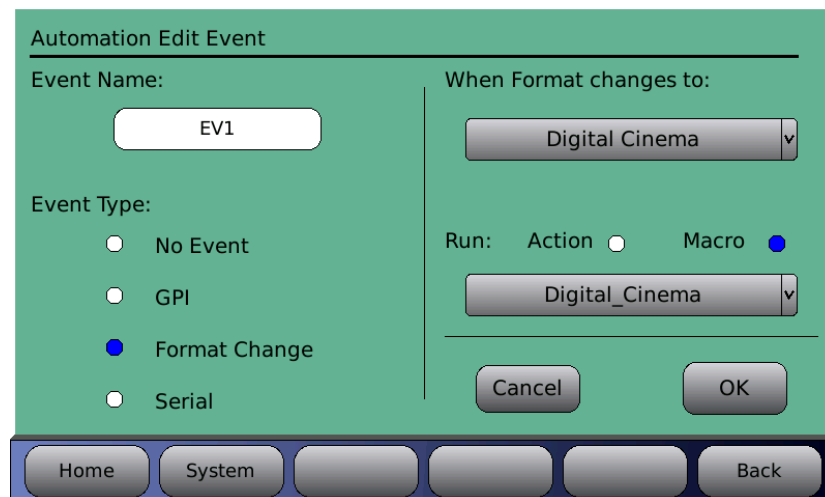 Automation Edit Event
Event Name:
EV1
Event Type:
No Event
GPI
Format Change
Serial
When Format changes to:
Digital Cinema
Run: Action Macro
Digital_Cinema
Cancel OK
Home System Back